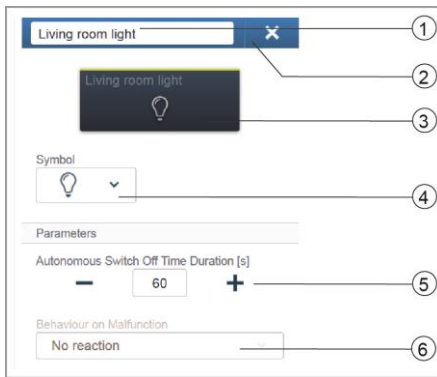 Living room light
1
2
Living room light
3
Symbol
4
Parameters
Autonomous Switch Off Time Duration [s]
60
5
Behaviour on Malfunction
No reaction
6